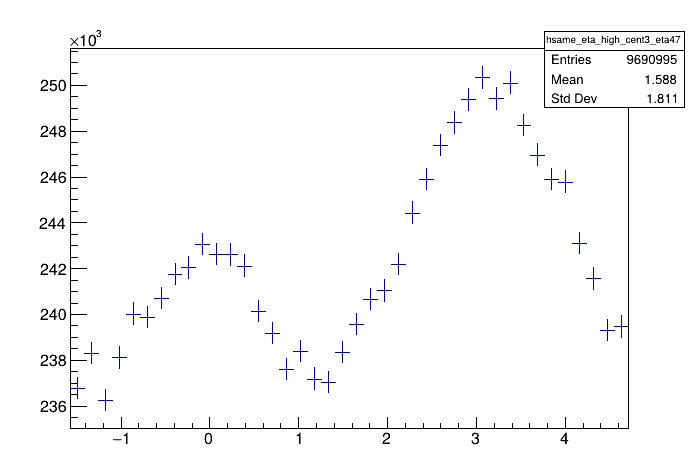 ×10³
hsame_eta_high_cent3_eta47
Entries 9690995
Mean 1.588
Std Dev 1.811
250
248
246
244
242
240
238
236
−1 0 1 2 3 4